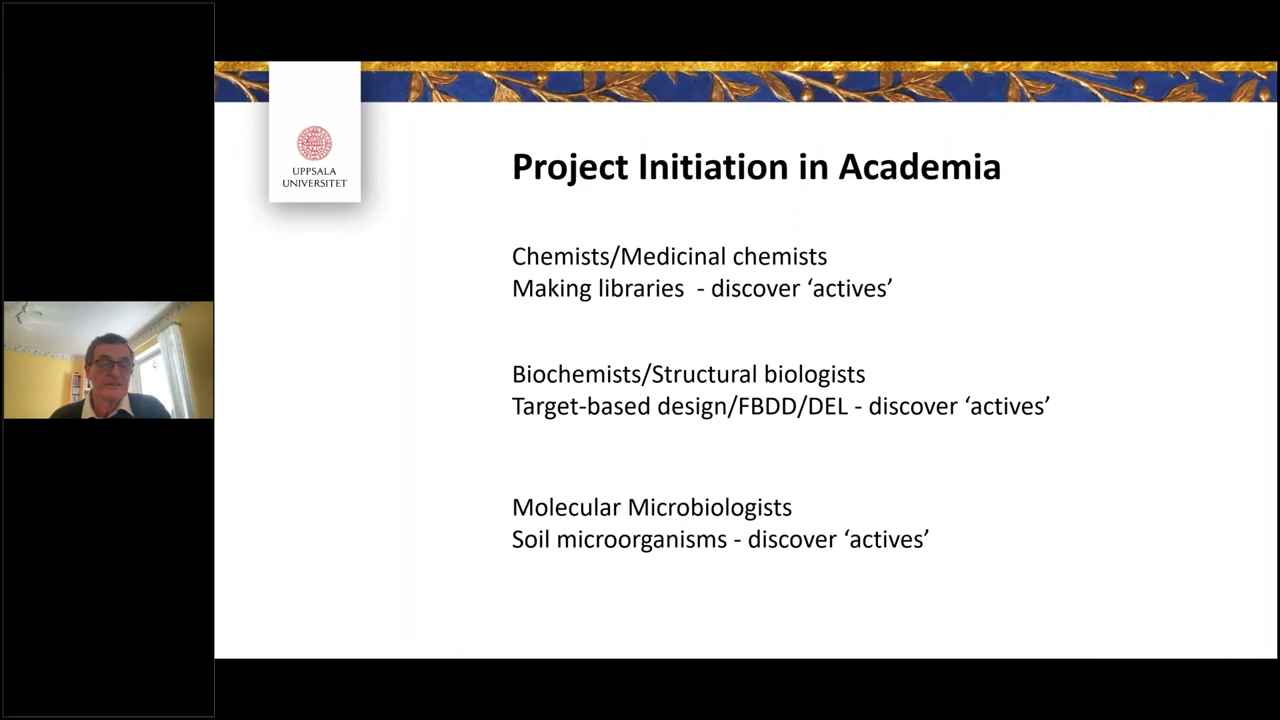 UPPSALA
UNIVERSITET
Project Initiation in Academia
Chemists/Medicinal chemists
Making libraries  - discover ‘actives’
Biochemists/Structural biologists
Target-based design/FBDD/DEL - discover ‘actives’
Molecular Microbiologists
Soil microorganisms - discover ‘actives’